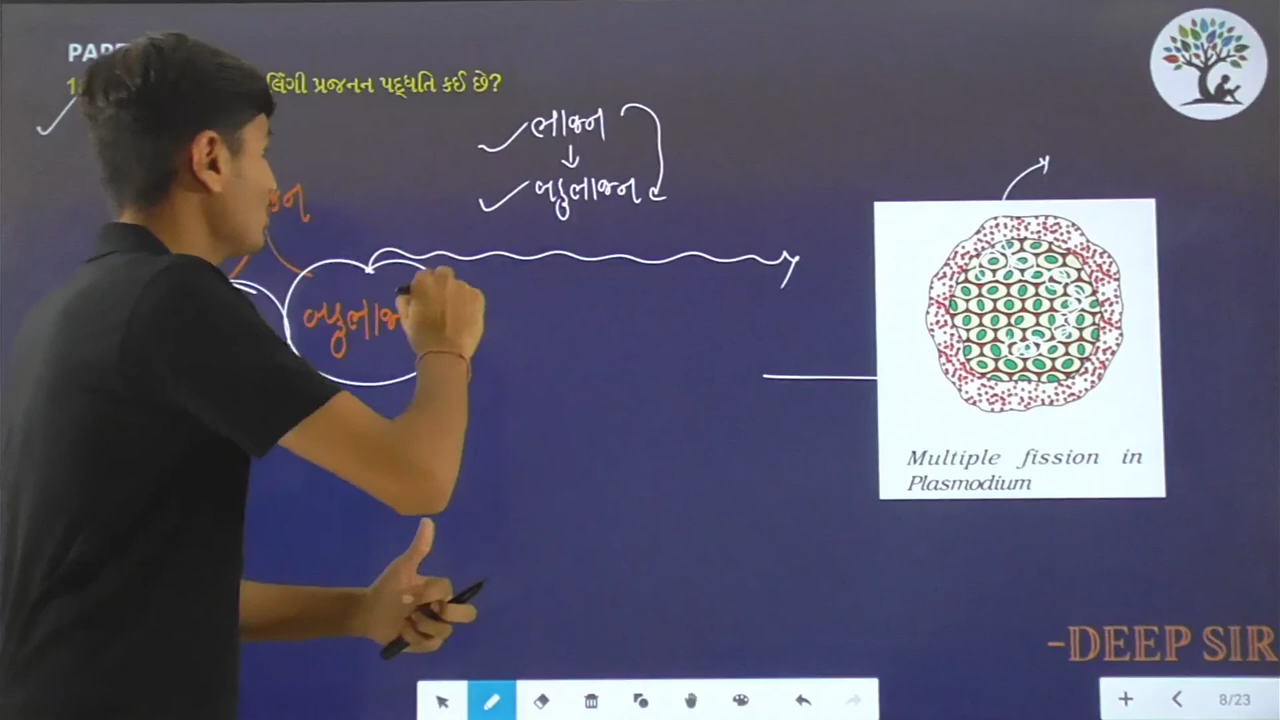 લિંગી પ્રજનન પદ્ધતિ કઈ છે?
ભાજન
બહુભાજન
Multiple fission in
Plasmodium
-DEEP SIR
8/23